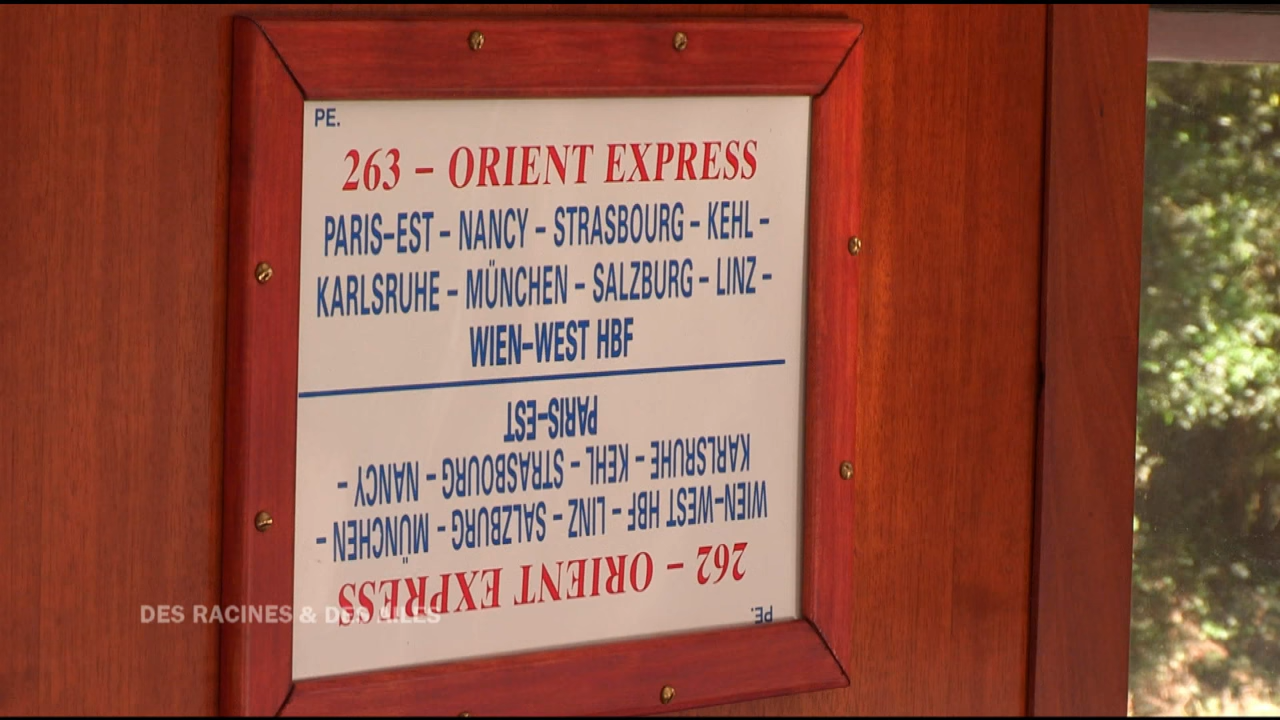 PE.
263 – ORIENT EXPRESS
PARIS–EST – NANCY – STRASBOURG – KEHL –
KARLSRUHE – MÜNCHEN – SALZBURG – LINZ –
WIEN–WEST HBF
PE.
262 – ORIENT EXPRESS
WIEN–WEST HBF – LINZ – SALZBURG – MÜNCHEN –
KARLSRUHE – KEHL – STRASBOURG – NANCY –
PARIS–EST
DES RACINES & DES AILES